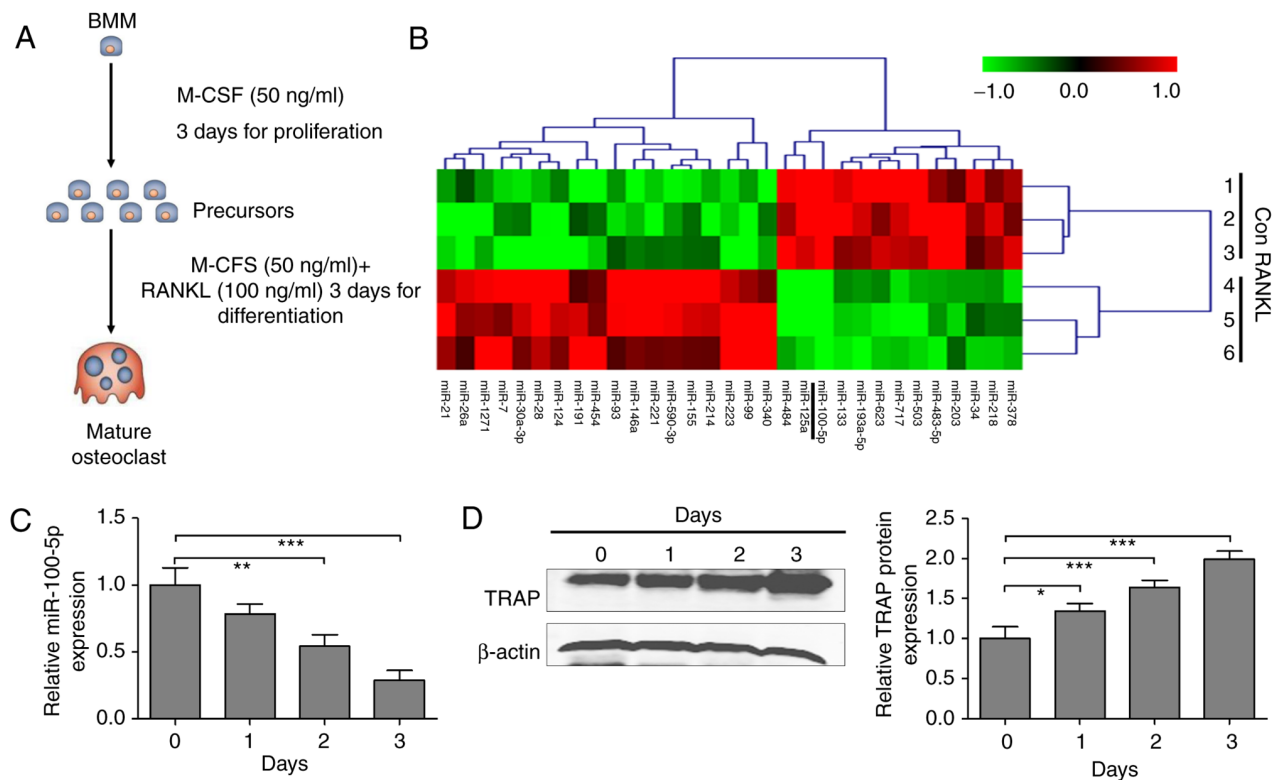 A
BMM
M-CSF (50 ng/ml)
3 days for proliferation
Precursors
M-CFS (50 ng/ml)+
RANKL (100 ng/ml) 3 days for
differentiation
Mature
osteoclast
B
−1.0 0.0 1.0
1
2
3
4
5
6
Con RANKL
miR-21
miR-26a
miR-1271
miR-7
miR-30a-3p
miR-28
miR-124
miR-191
miR-454
miR-93
miR-146a
miR-221
miR-590-3p
miR-155
miR-214
miR-223
miR-99
miR-340
miR-484
miR-125a
miR-100-5p
miR-133
miR-193a-5p
miR-623
miR-717
miR-503
miR-483-5p
miR-203
miR-34
miR-218
miR-378
C
Relative miR-100-5p
expression
1.5
1.0
0.5
0.0
***
**
0 1 2 3
Days
D
Days
0 1 2 3
TRAP
β-actin
Relative TRAP protein
expression
2.5
2.0
1.5
1.0
0.5
0.0
***
***
*
0 1 2 3
Days